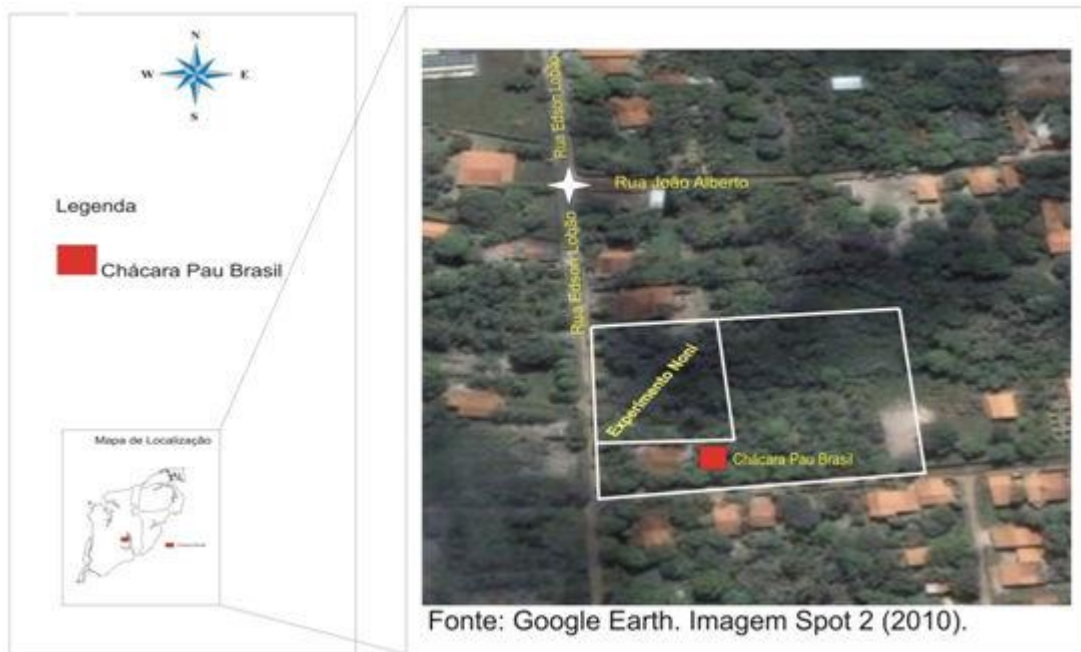 N
W E
S
Legenda
Chácara Pau Brasil
Mapa de Localização
Rua Edson Lobão
Rua João Alberto
Rua Edson Lobão
Experimento Noni
Chácara Pau Brasil
Fonte: Google Earth. Imagem Spot 2 (2010).